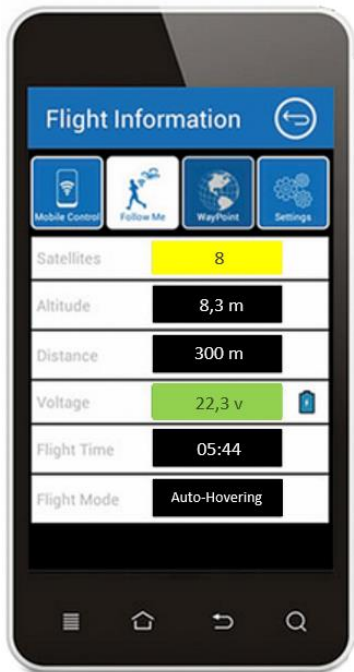 Flight Information
Mobile Control
Follow Me
WayPoint
Settings
Satellites 8
Altitude 8,3 m
Distance 300 m
Voltage 22,3 v
Flight Time 05:44
Flight Mode Auto-Hovering